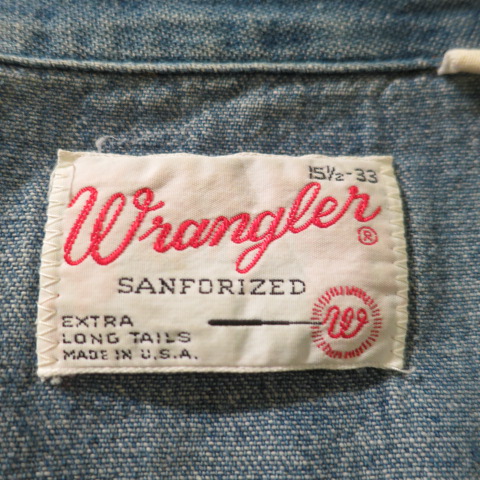 15½-33
Wrangler®
SANFORIZED
EXTRA
LONG TAILS
MADE IN U.S.A.
W